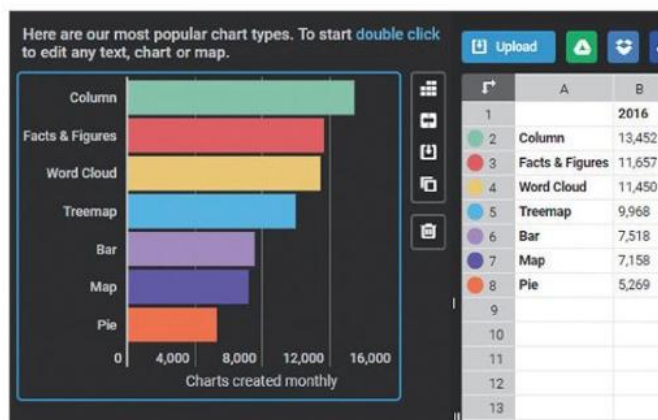 Here are our most popular chart types. To start double click
to edit any text, chart or map.
Column
Facts & Figures
Word Cloud
Treemap
Bar
Map
Pie
0 4,000 8,000 12,000 16,000
Charts created monthly
Upload
A B
1 2016
2 Column 13,452
3 Facts & Figures 11,657
4 Word Cloud 11,450
5 Treemap 9,968
6 Bar 7,518
7 Map 7,158
8 Pie 5,269
9
10
11
12
13